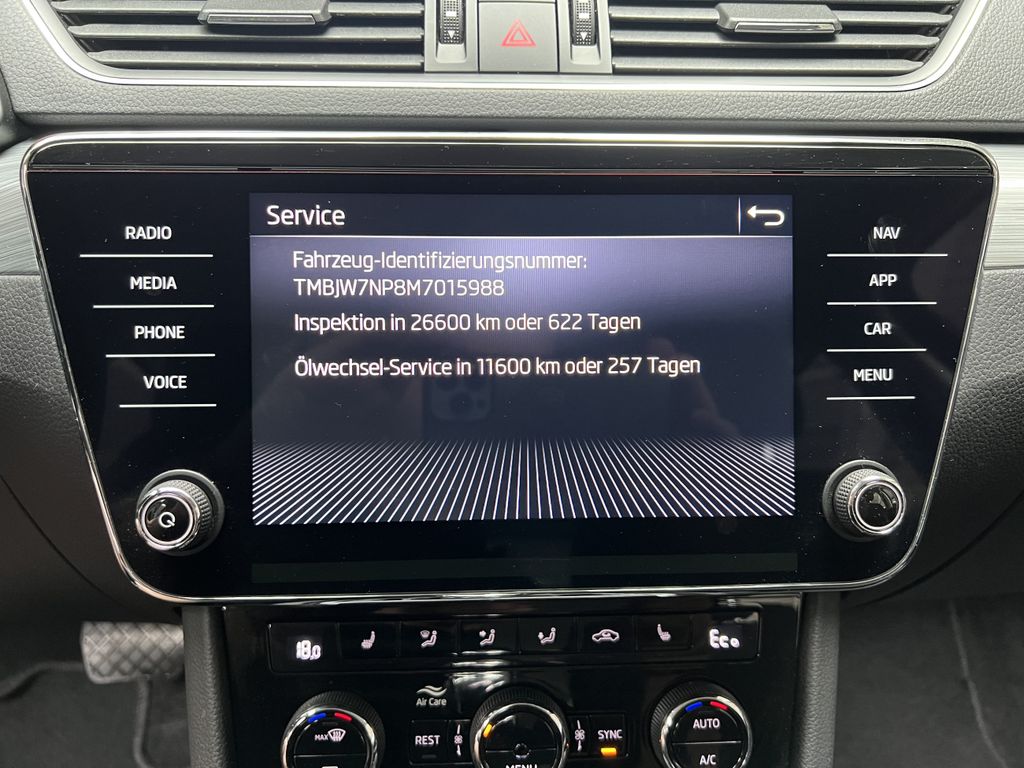 Service
RADIO
MEDIA
PHONE
VOICE
Fahrzeug-Identifizierungsnummer:
TMBJW7NP8M7015988
Inspektion in 26600 km oder 622 Tagen
Ölwechsel-Service in 11600 km oder 257 Tagen
NAV
APP
CAR
MENU
18.0
Eco
Air Care
MAX
REST
SYNC
AUTO
A/C
MENU